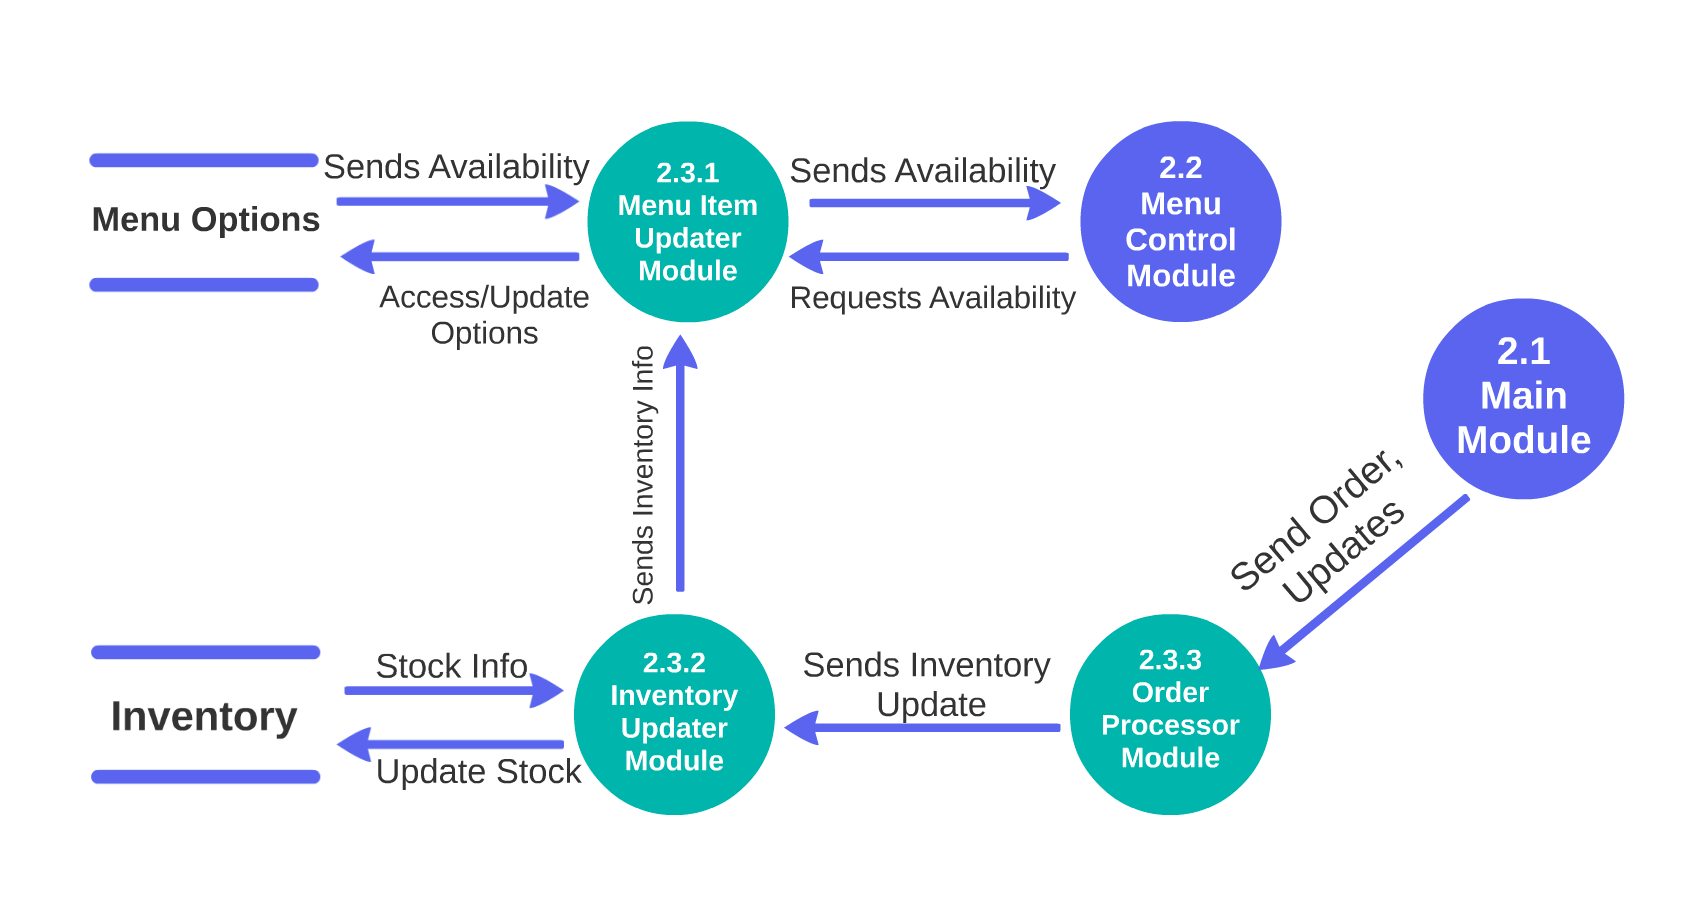 Menu Options
Sends Availability
Access/Update
Options
2.3.1
Menu Item
Updater
Module
Sends Availability
Requests Availability
2.2
Menu
Control
Module
2.1
Main
Module
Send Order,
Updates
Sends Inventory Info
Inventory
Stock Info
Update Stock
2.3.2
Inventory
Updater
Module
Sends Inventory
Update
2.3.3
Order
Processor
Module